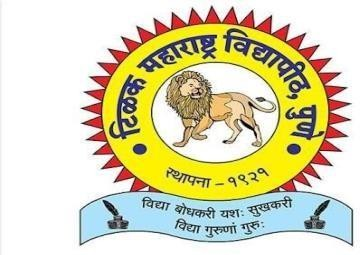 टिळक महाराष्ट्र विद्यापीठ, पुणे
स्थापना - १९२१
विद्या बोधकरी यशः सुखकरी
विद्या गुरुणां गुरुः